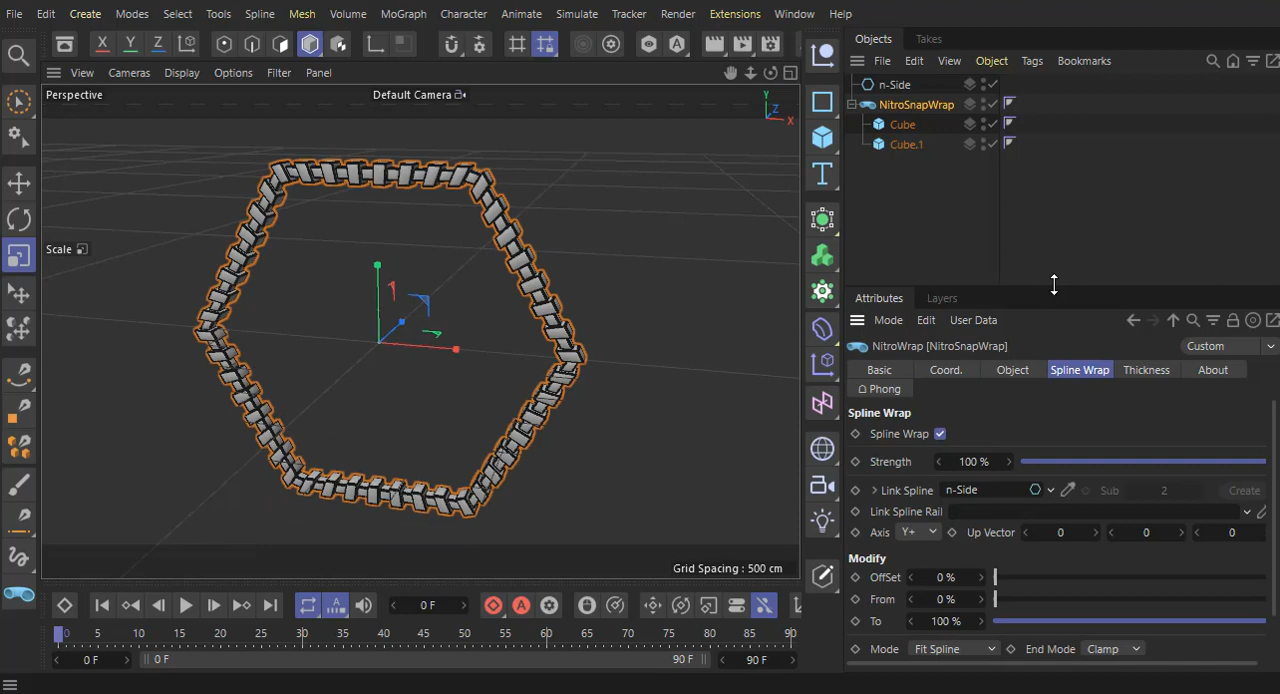 File Edit Create Modes Select Tools Spline Mesh Volume MoGraph Character Animate Simulate Tracker Render Extensions Window Help
X Y Z
Objects Takes
File Edit View Object Tags Bookmarks
View Cameras Display Options Filter Panel
Perspective
Default Camera
Y
Z
X
n-Side
NitroSnapWrap
Cube
Cube.1
Scale
Attributes Layers
Mode Edit User Data
NitroWrap [NitroSnapWrap]
Custom
Basic Coord. Object Spline Wrap Thickness About
Phong
Spline Wrap
Spline Wrap
Strength 100 %
Link Spline n-Side Sub 2 Create
Link Spline Rail
Axis Y+ Up Vector 0 0 0
Modify
OffSet 0 %
From 0 %
To 100 %
Mode Fit Spline End Mode Clamp
Grid Spacing : 500 cm
0 F
0 5 10 15 20 25 30 35 40 45 50 55 60 65 70 75 80 85 90
0 F 0 F 90 F 90 F